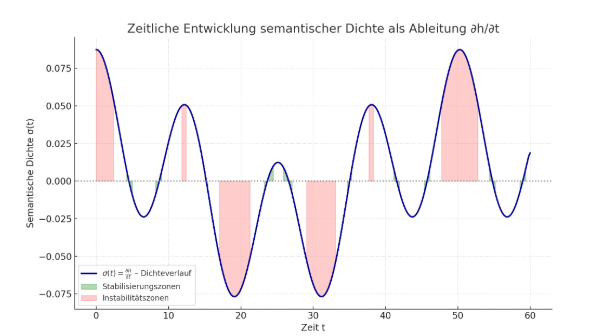 Zeitliche Entwicklung semantischer Dichte als Ableitung ∂h/∂t
Semantische Dichte σ(t)
0.075
0.050
0.025
0.000
−0.025
−0.050
−0.075
σ(t) = ∂h/∂t – Dichteverlauf
Stabilisierungszonen
Instabilitätszonen
0 10 20 30 40 50 60
Zeit t